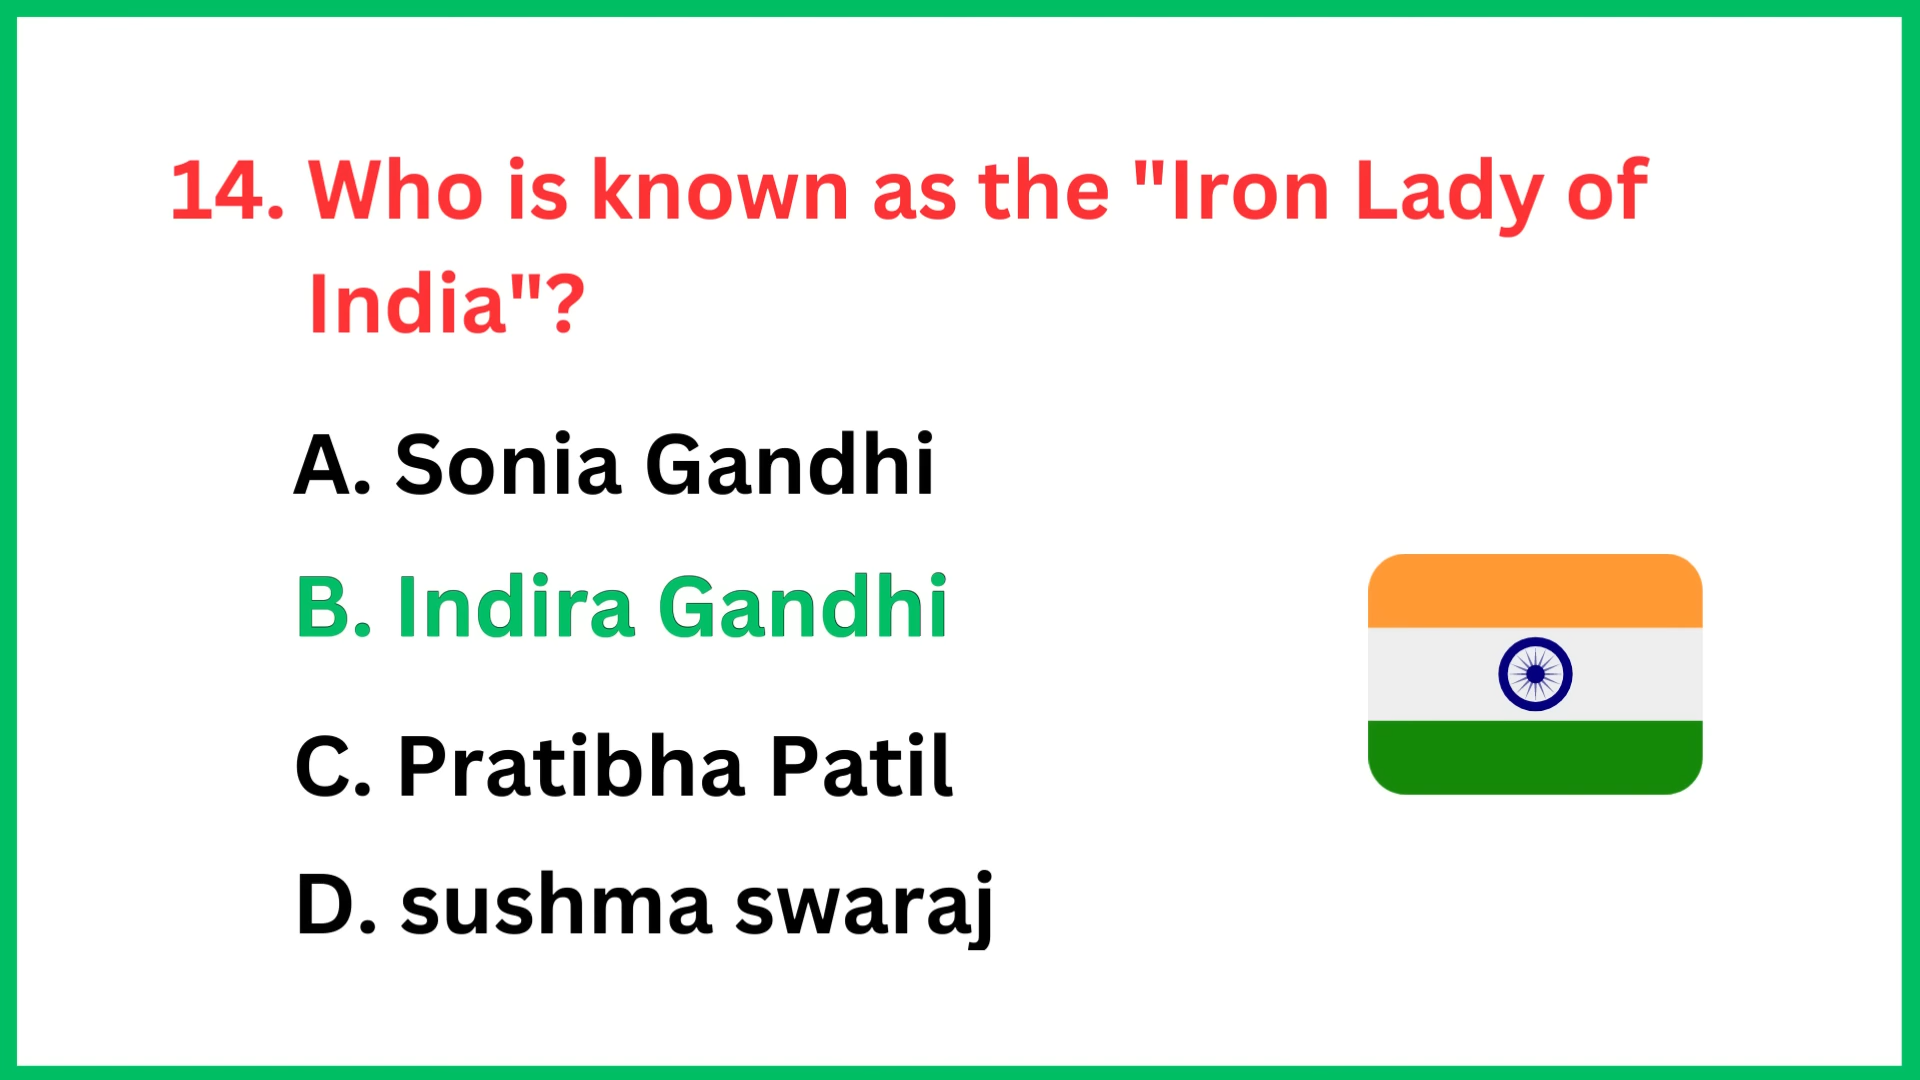 14. Who is known as the "Iron Lady of
India"?
A. Sonia Gandhi
B. Indira Gandhi
C. Pratibha Patil
D. sushma swaraj